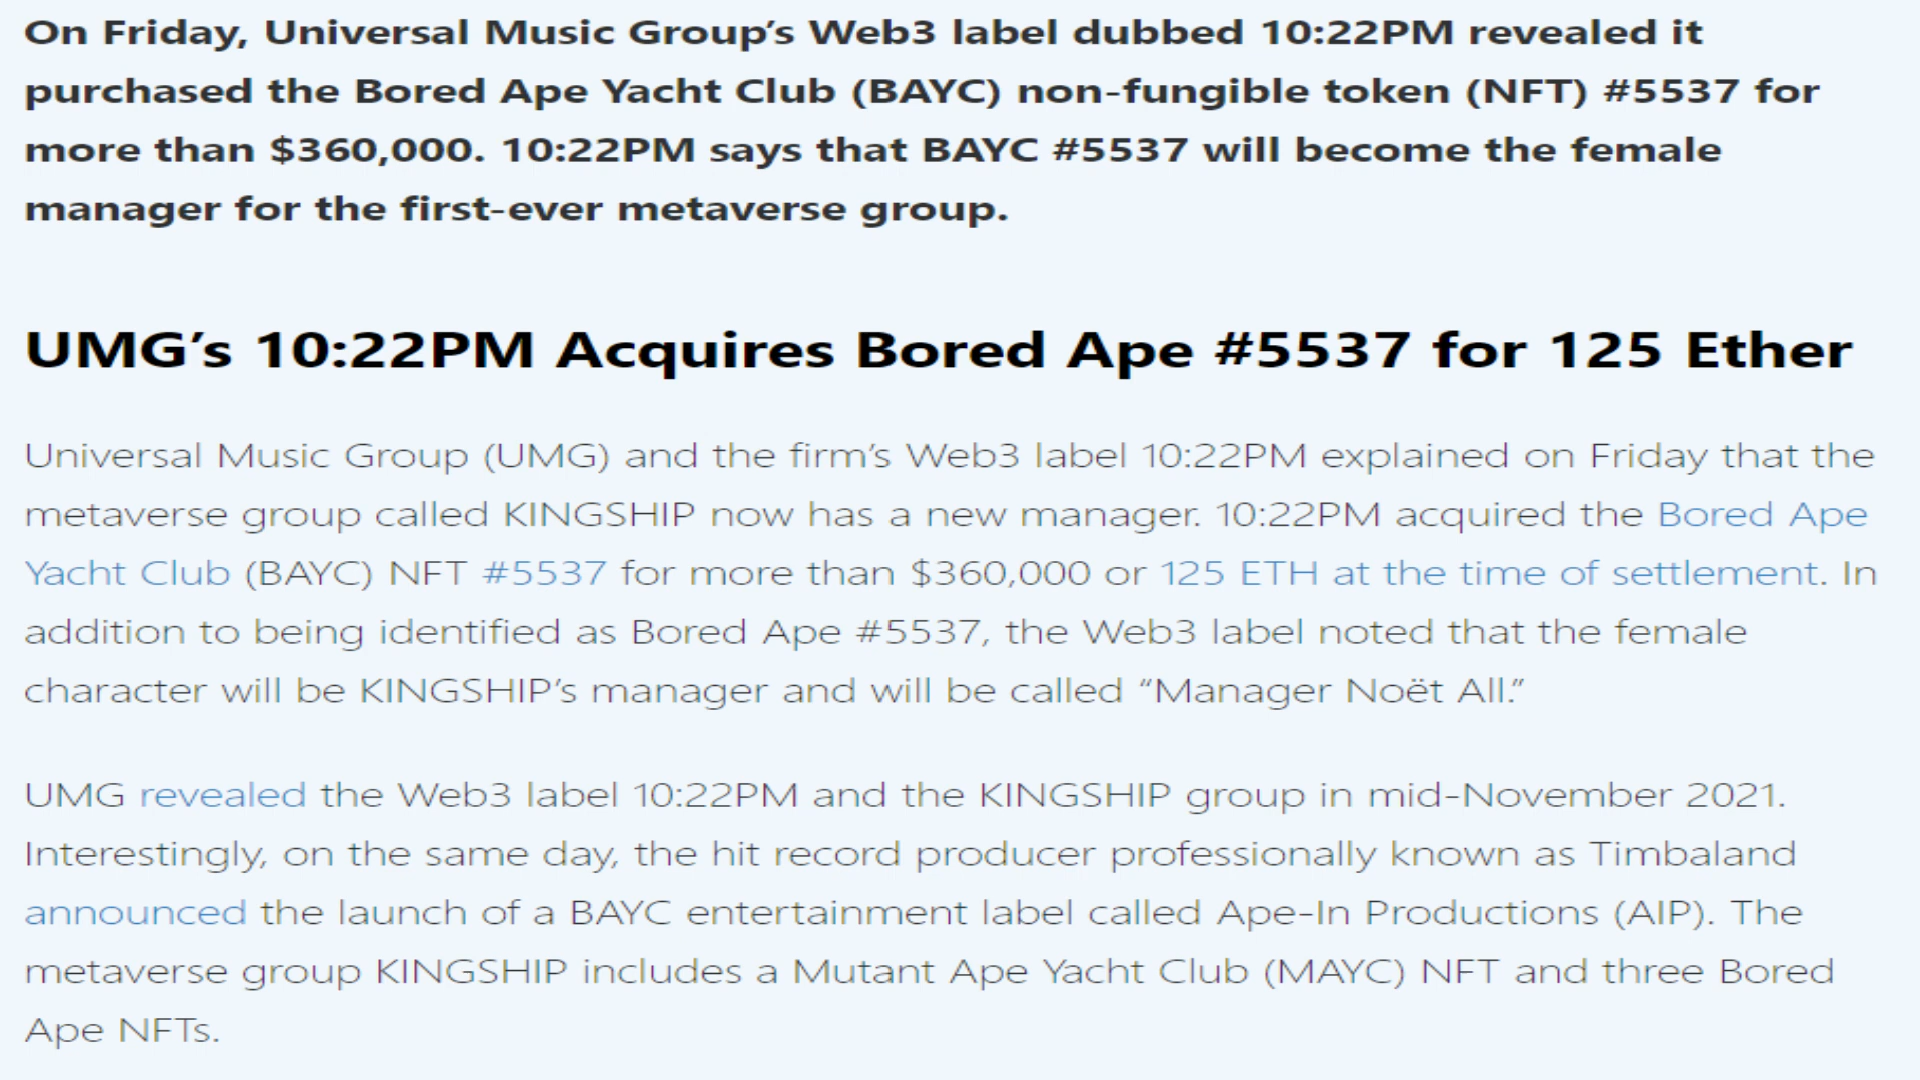 On Friday, Universal Music Group’s Web3 label dubbed 10:22PM revealed it
purchased the Bored Ape Yacht Club (BAYC) non-fungible token (NFT) #5537 for
more than $360,000. 10:22PM says that BAYC #5537 will become the female
manager for the first-ever metaverse group.
UMG’s 10:22PM Acquires Bored Ape #5537 for 125 Ether
Universal Music Group (UMG) and the firm’s Web3 label 10:22PM explained on Friday that the
metaverse group called KINGSHIP now has a new manager. 10:22PM acquired the Bored Ape
Yacht Club (BAYC) NFT #5537 for more than $360,000 or 125 ETH at the time of settlement. In
addition to being identified as Bored Ape #5537, the Web3 label noted that the female
character will be KINGSHIP’s manager and will be called “Manager Noët All.”
UMG revealed the Web3 label 10:22PM and the KINGSHIP group in mid-November 2021.
Interestingly, on the same day, the hit record producer professionally known as Timbaland
announced the launch of a BAYC entertainment label called Ape-In Productions (AIP). The
metaverse group KINGSHIP includes a Mutant Ape Yacht Club (MAYC) NFT and three Bored
Ape NFTs.